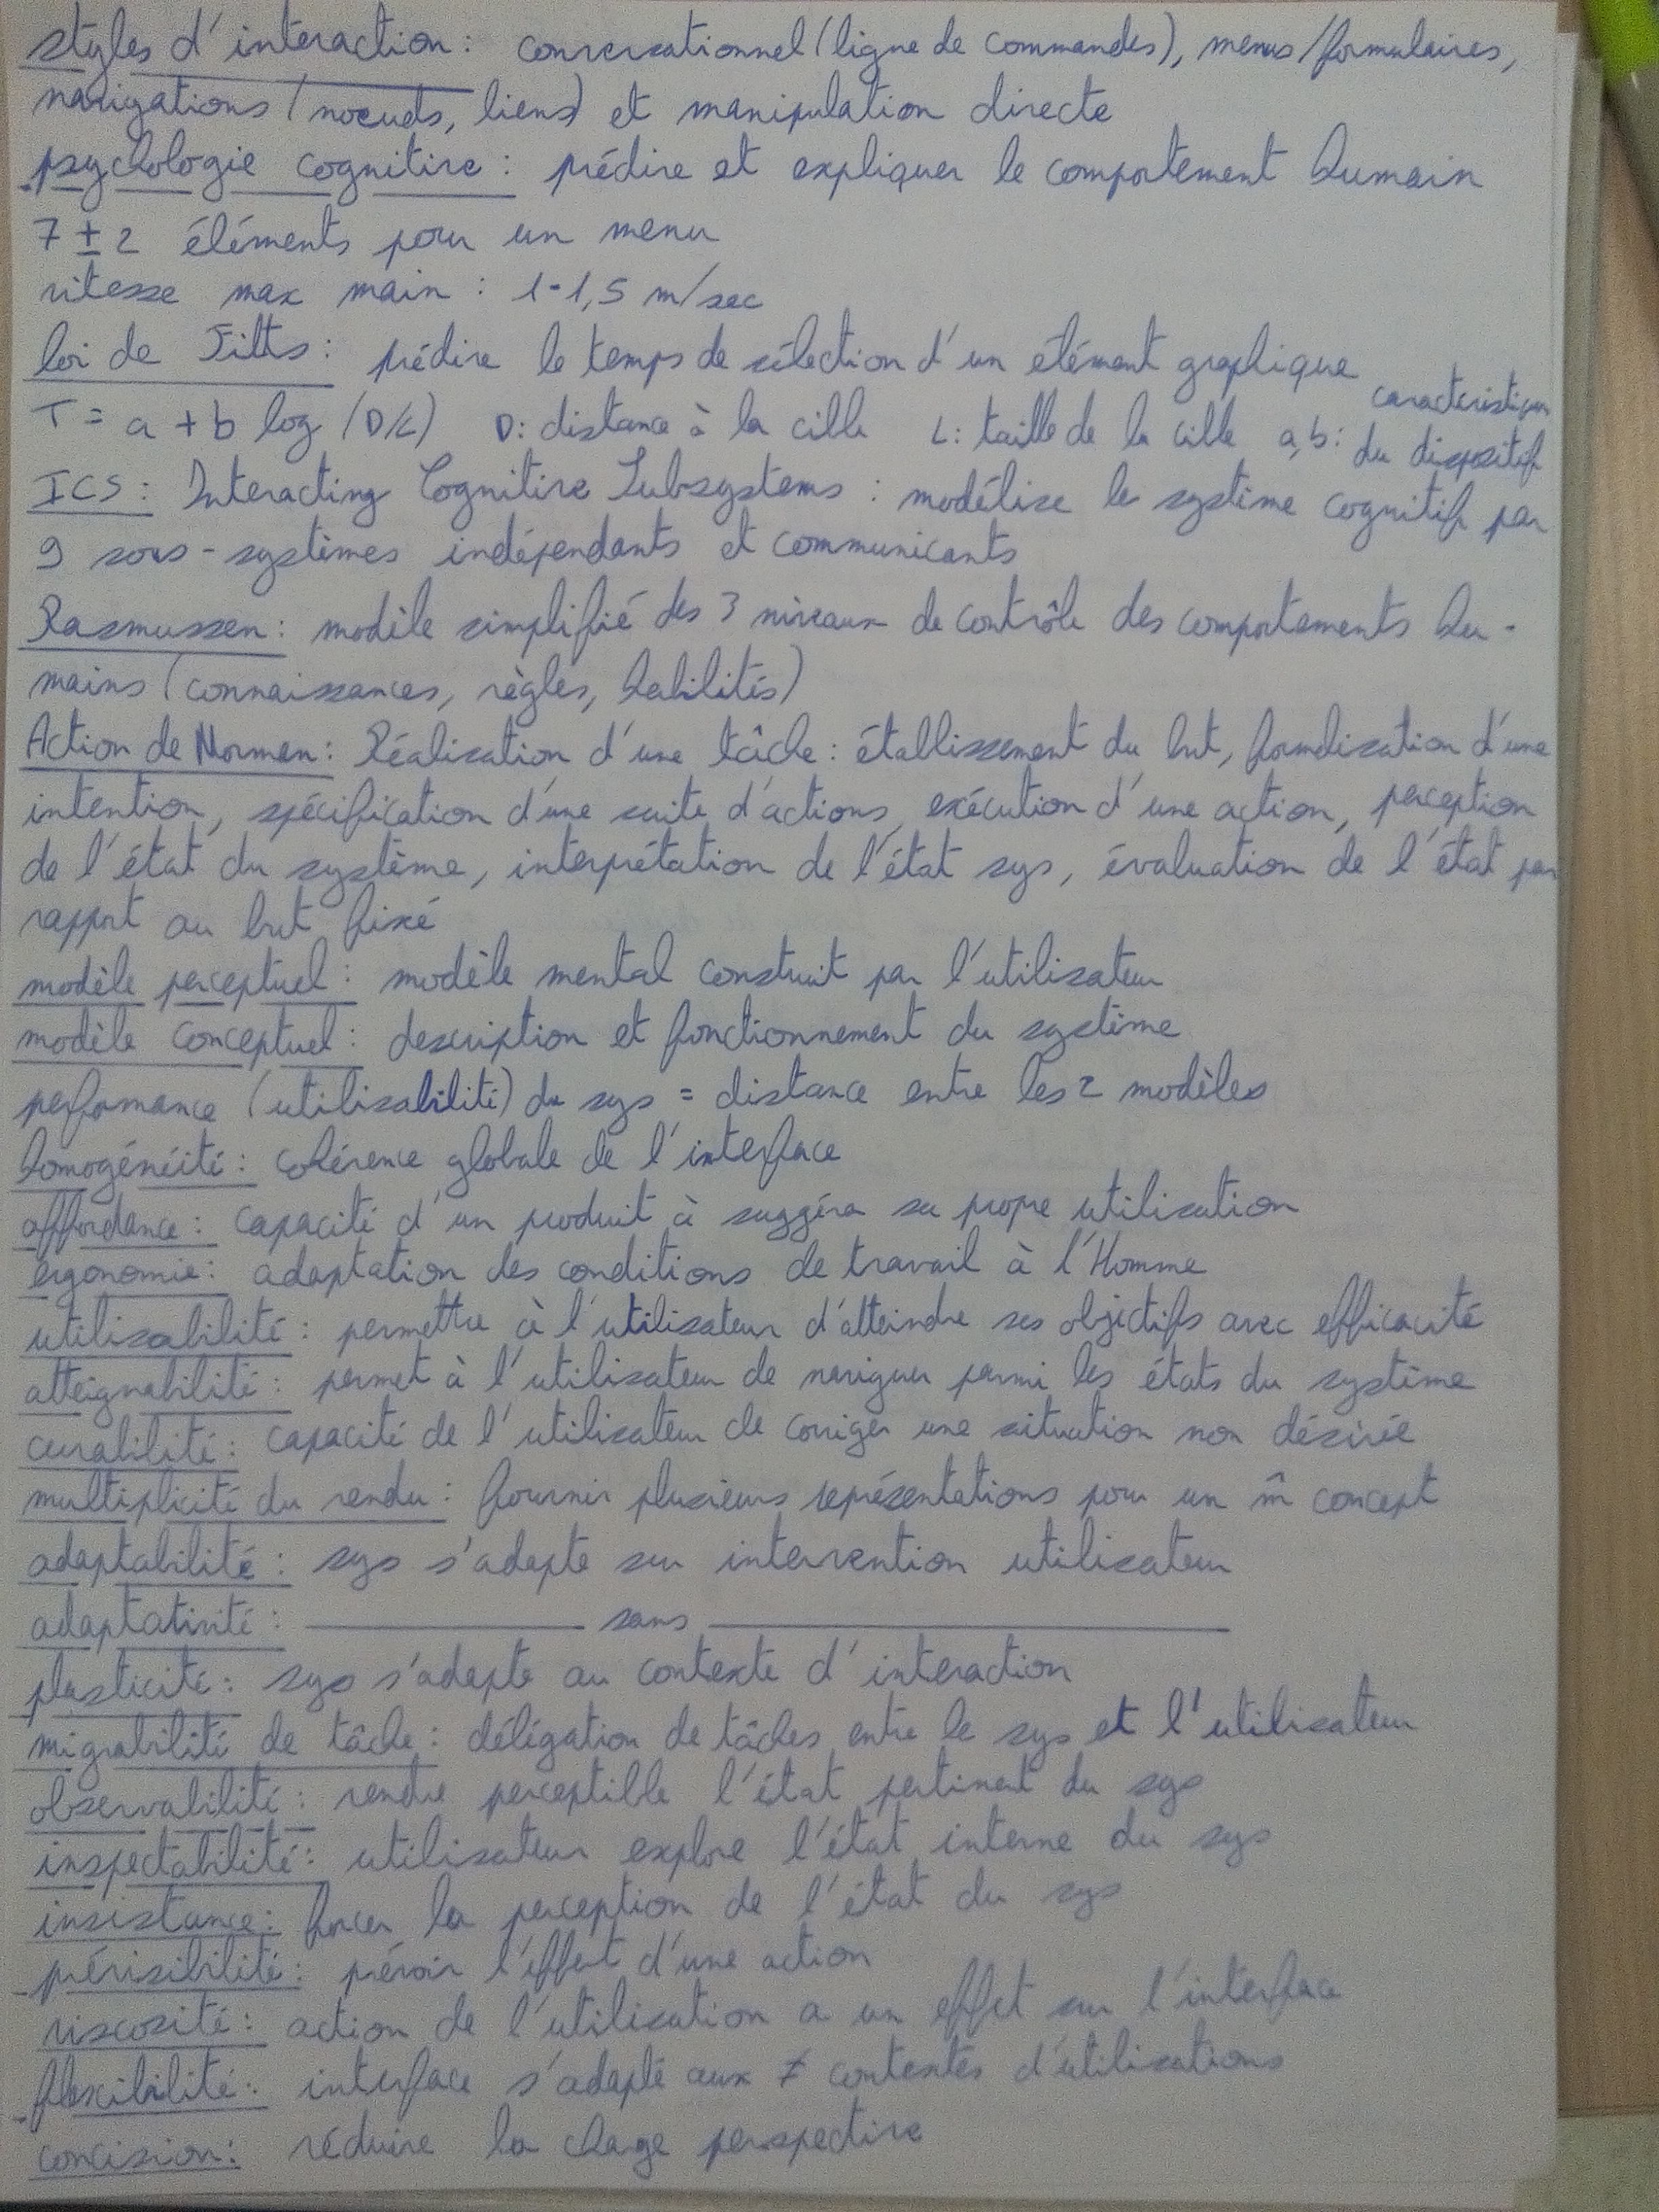 styles d'interaction : conversationnel (ligne de commandes), menus/formulaires,
navigations (noeuds, liens) et manipulation directe
psychologie cognitive : prédire et expliquer le comportement humain
7 ± 2 éléments pour un menu
vitesse max main : 1-1,5 m/sec
loi de Fitts : prédire le temps de sélection d'un élément graphique
T = a + b log (D/L) D : distance à la cible L : taille de la cible a,b : caractéristiques du dispositif
ICS : Interacting Cognitive Subsystems : modélise le système cognitif par
9 sous-systèmes indépendants et communicants
Rasmussen : modèle simplifié des 3 niveaux de contrôle des comportements hu-
mains (connaissances, règles, habilités)
Action de Normen : Réalisation d'une tâche : établissement du but, formalisation d'une
intention, spécification d'une suite d'actions, exécution d'une action, perception
de l'état du système, interprétation de l'état sys, évaluation de l'état par
rapport au but fixé
modèle perceptuel : modèle mental construit par l'utilisateur
modèle conceptuel : description et fonctionnement du système
performance (utilisabilité) du sys = distance entre les 2 modèles
homogénéité : cohérence globale de l'interface
affordance : capacité d'un produit à suggérer sa propre utilisation
ergonomie : adaptation des conditions de travail à l'Homme
utilisabilité : permettre à l'utilisateur d'atteindre ses objectifs avec efficacité
atteignabilité : permet à l'utilisateur de naviguer parmi les états du système
curabilité : capacité de l'utilisateur de corriger une situation non désirée
multiplicité du rendu : fournir plusieurs représentations pour un m̂ concept
adaptabilité : sys s'adapte sur intervention utilisateur
adaptativité : ———— sans ————
plasticité : sys s'adapte au contexte d'interaction
migrabilité de tâche : délégation de tâches entre le sys et l'utilisateur
observabilité : rendre perceptible l'état pertinent du sys
inspectabilité : utilisateur explore l'état interne du sys
insistance : forcer la perception de l'état du sys
prévisibilité : prévoir l'effet d'une action
viscosité : action de l'utilisation a un effet sur l'interface
flexibilité : interface s'adapte aux ≠ contextes d'utilisations
concision : réduire la charge perspective